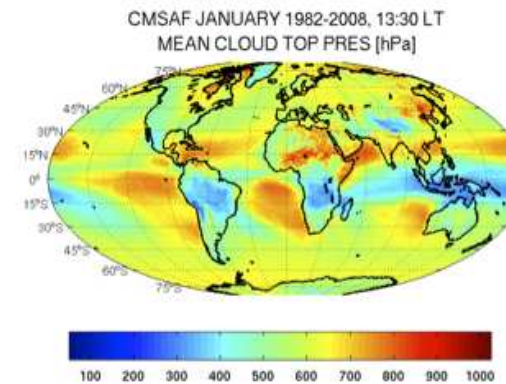 CMSAF JANUARY 1982-2008, 13:30 LT
MEAN CLOUD TOP PRES [hPa]
75°N
60°N
45°N
30°N
15°N
0°
15°S
30°S
45°S
60°S
75°S
100 200 300 400 500 600 700 800 900 1000